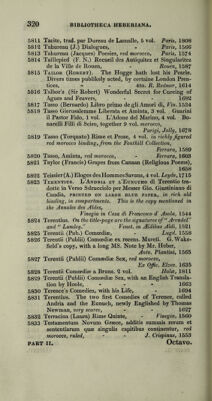 320 BIBLIOTHECA HEBERIANA.
5811 Tacite, trad. par Dureau de Lamalle, 5 vol. Paris, 1808
5812 Tahureau (J.) Dialogues, - - Paris, 1566
5813 Tahureau (Jacques) Poesies, red morocco, Paris, 1574
5814 Taillepied (F. N.) Recueil des Antiquitez et Singularitez
de la Ville de Rouen, - Rouen, 1587
5815 TAILOR (ROBERT). The Hogge hath lost his Pearle.
Divers times publickly acted, by certaine London Pren-
tices, - 4to. R. Redmer, 1614
5816 Talbor's (Sir Robert) Wonderful Secret for Curing of
Agues and Feavers, - - 1682
5817 Tasso (Bernardo) Libro primo de gli Amori di, Fio. 1534
5818 Tasso Gierusalemme Liberata et Aminta, 3 vol. Guarini
il Pastor Fido, 1 vol. L'Adone del Marino, 4 vol. Bo-
narelli Filli di Sciro, together 9 vol. morocco,
Parigi, Jolly, 1678
5819 Tasso (Torquato) Rime et Prose, 4 vol. in richly figured
red morocco binding, from the Fonthill Collection,
Ferrara, 1589
5820 Tasso, Aminta, red morocco, - Ferrara, 1603
5821 Taylor (Francis) Grapes from Canaan (Religious Poems),
1658
5822 Teissier (A.) Eloges des Hommes Savans, 4 vol. Leyde, 1715
5823 TERENTIUS. L'ANDRIA ET L'EUNUCHO di Terentio tra-
dotte in Verso Sdrucciolo per Messer Gio. Giustiniano di
Candia, PRINTED ON LARGE BLUE PAPER, in rich old
binding, in compartments. This is the copy mentioned in
the Annales des Aldes,
Vinegia in Casa di Francesco d'Asola, 1544
5824 Terentius. On the title-page are the signatures of "Arundel"
and "Lumley," Venet. in Ædibus Aldi, 1521
5825 Terentii (Pub.) Comœdiæ, Lugd. 1558
5826 Terentii (Publii) Comœdiæ ex recens. Mureti. G. Wake-
field's copy, with a long MS. Note by Mr. Heber,
Antv. Plantini, 1565
5827 Terentii (Publii) Comœdiæ Sex, red morocco,
Ex Offic. Elzev. 1635
5828 Terentii Comœdiæ a Bruns. 2 vol. Halæ, 1811
5829 Terentii (Publii) Comœdiæ Sex, with an English Transla-
tion by Hoole, - - 1663
5830 Terence's Comedies, with his Life, - 1694
5831 Terentius. The two first Comedies of Terence, called
Andria and the Eunuch, newly Englished by Thomas
Newman, very scarce, - - 1627
5832 Terracina (Laura) Rime Quinte, Vinegia, 1560
5833 Testamentum Novum Græce, additis summis rerum et
sententiarum quæ singulis capitibus continentur, red
morocco, ruled, - J. Crispinus, 1553
PART II. Octavo.